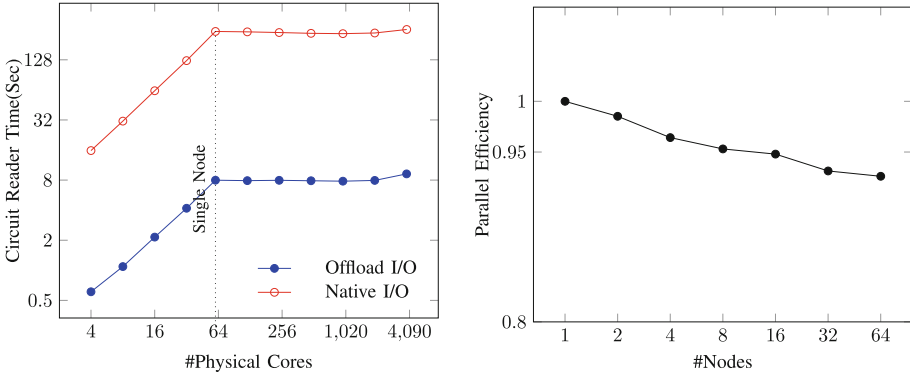 Circuit Reader Time(Sec)
128
32
8
2
0.5
Single Node
Offload I/O
Native I/O
4 16 64 256 1,020 4,090
#Physical Cores
Parallel Efficiency
1
0.95
0.8
1 2 4 8 16 32 64
#Nodes